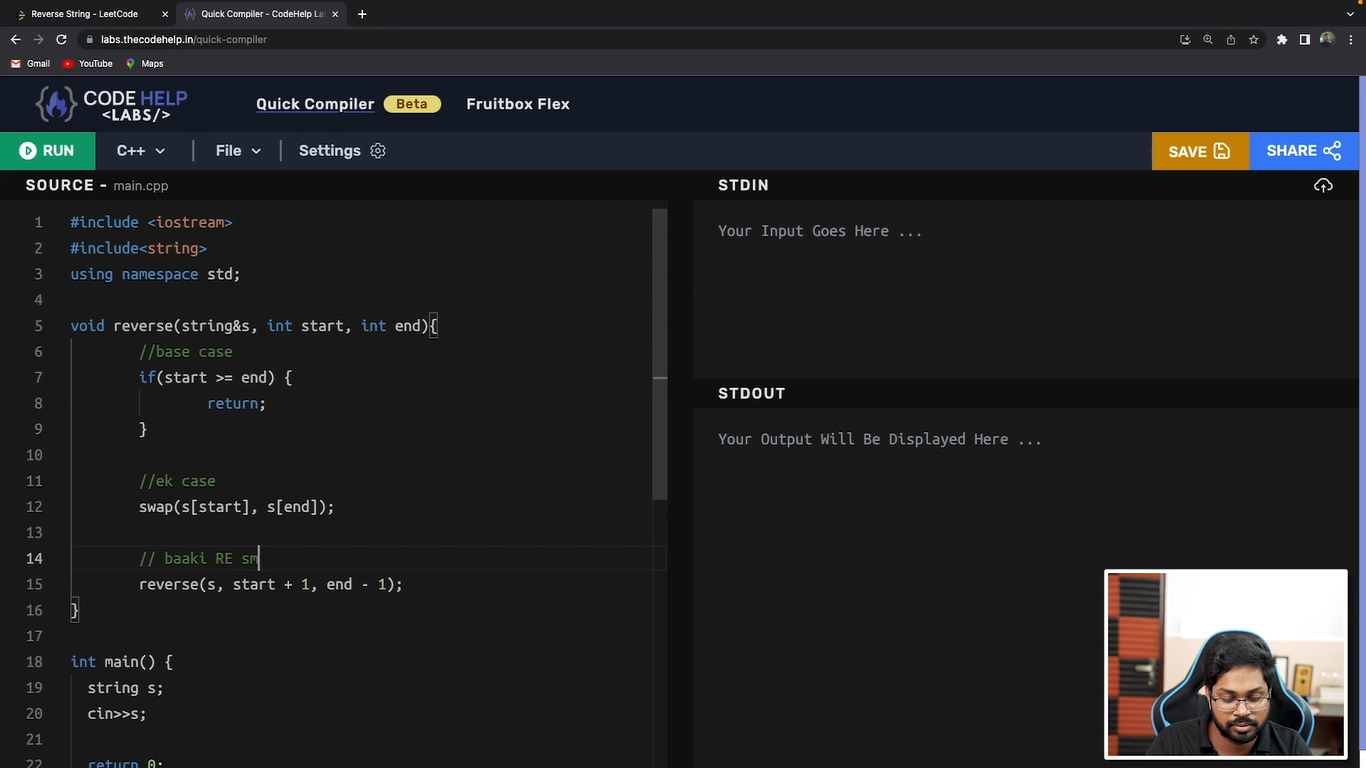 Reverse String - LeetCode
Quick Compiler - CodeHelp La
labs.thecodehelp.in/quick-compiler
Gmail
YouTube
Maps
CODE HELP
<LABS/>
Quick Compiler
Beta
Fruitbox Flex
RUN
C++
File
Settings
SAVE
SHARE
SOURCE - main.cpp
1 #include <iostream>
2 #include<string>
3 using namespace std;
4
5 void reverse(string&s, int start, int end){
6 //base case
7 if(start >= end) {
8 return;
9 }
10
11 //ek case
12 swap(s[start], s[end]);
13
14 // baaki RE sm
15 reverse(s, start + 1, end - 1);
16 }
17
18 int main() {
19 string s;
20 cin>>s;
21
22 return 0;
STDIN
Your Input Goes Here ...
STDOUT
Your Output Will Be Displayed Here ...